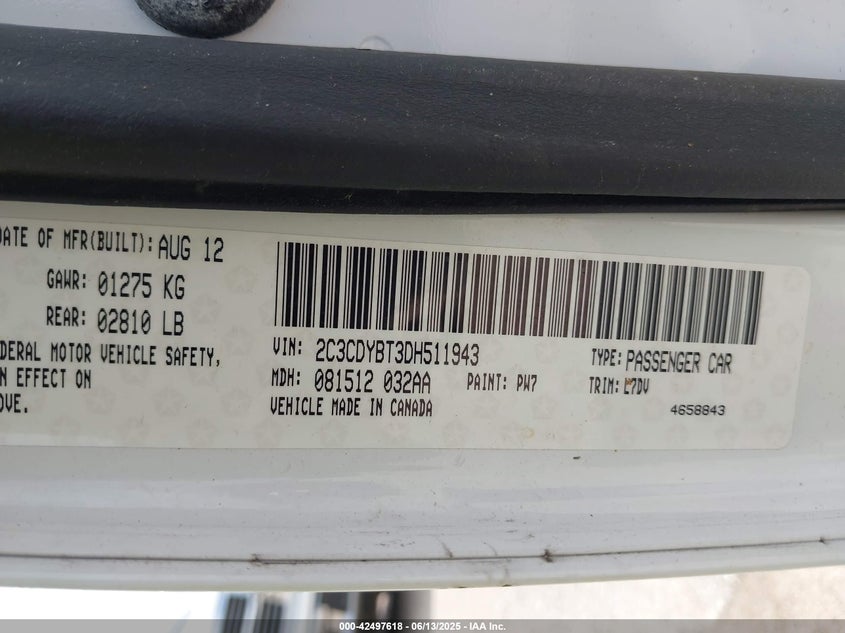 DATE OF MFR(BUILT): AUG 12
GAWR: 01275 KG
REAR: 02810 LB
DERAL MOTOR VEHICLE SAFETY,
N EFFECT ON
OVE.
VIN: 2C3CDYBT3DH511943 TYPE: PASSENGER CAR
MDH: 081512 032AA PAINT: PW7 TRIM: L7DV
VEHICLE MADE IN CANADA 4658843
000-42497618 - 06/13/2025 - IAA Inc.